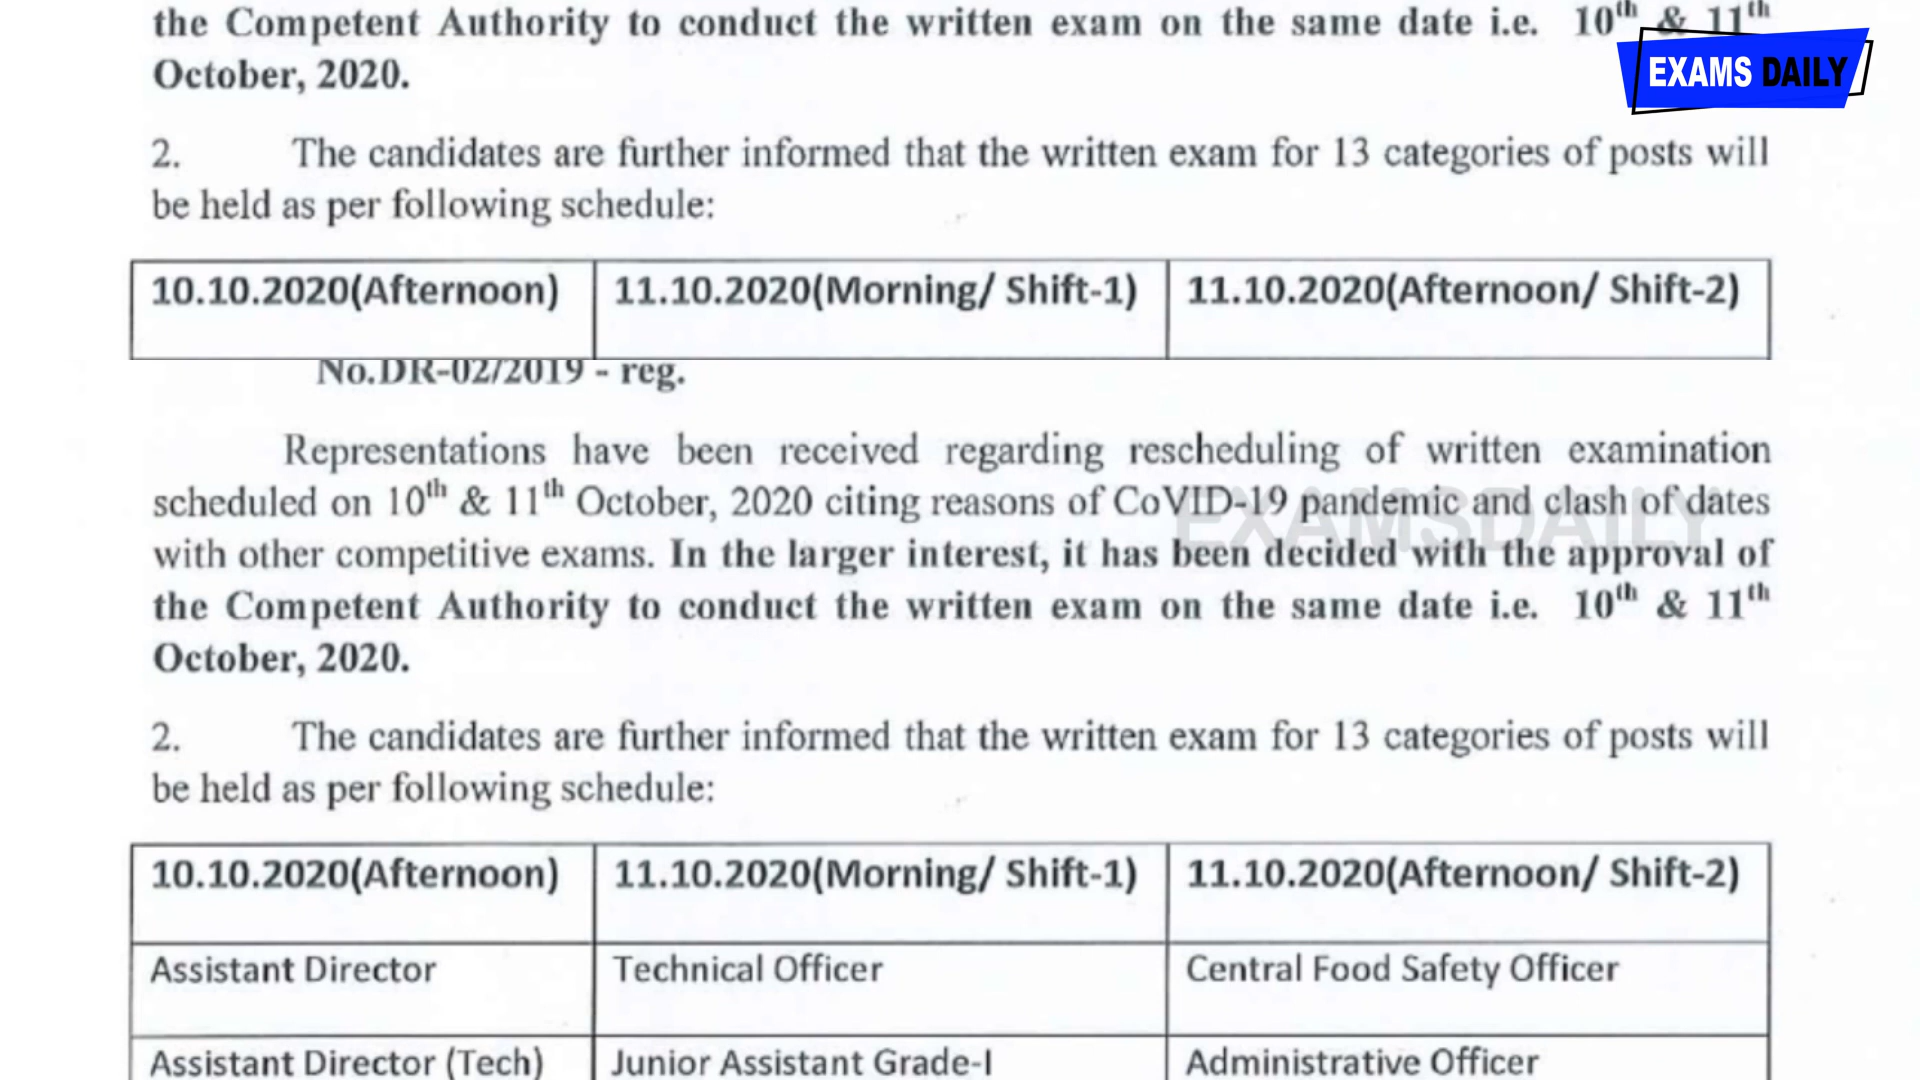 the Competent Authority to conduct the written exam on the same date i.e. 10th & 11th
October, 2020.
EXAMS DAILY
2. The candidates are further informed that the written exam for 13 categories of posts will
be held as per following schedule:
10.10.2020(Afternoon) 11.10.2020(Morning/ Shift-1) 11.10.2020(Afternoon/ Shift-2)
No.DR-02/2019 - reg.
Representations have been received regarding rescheduling of written examination
scheduled on 10th & 11th October, 2020 citing reasons of CoVID-19 pandemic and clash of dates
EXAMSDAILY
with other competitive exams. In the larger interest, it has been decided with the approval of
the Competent Authority to conduct the written exam on the same date i.e. 10th & 11th
October, 2020.
2. The candidates are further informed that the written exam for 13 categories of posts will
be held as per following schedule:
10.10.2020(Afternoon) 11.10.2020(Morning/ Shift-1) 11.10.2020(Afternoon/ Shift-2)
Assistant Director Technical Officer Central Food Safety Officer
Assistant Director (Tech) Junior Assistant Grade-I Administrative Officer